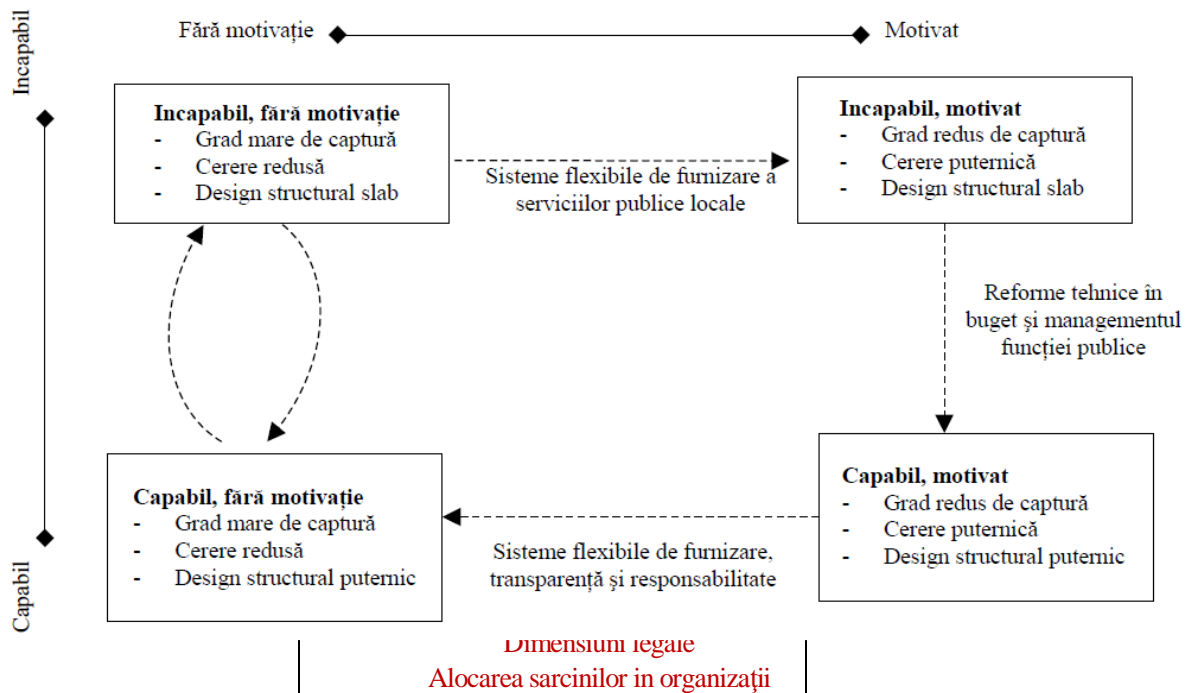 Fără motivație
Motivat
Incapabil
Capabil
Incapabil, fără motivație
- Grad mare de captură
- Cerere redusă
- Design structural slab
Sisteme flexibile de furnizare a
serviciilor publice locale
Incapabil, motivat
- Grad redus de captură
- Cerere puternică
- Design structural slab
Reforme tehnice în
buget şi managementul
funcției publice
Capabil, fără motivație
- Grad mare de captură
- Cerere redusă
- Design structural puternic
Sisteme flexibile de furnizare,
transparență şi responsabilitate
Capabil, motivat
- Grad redus de captură
- Cerere puternică
- Design structural puternic
Dimensiuni legale
Alocarea sarcinilor in organizaţii